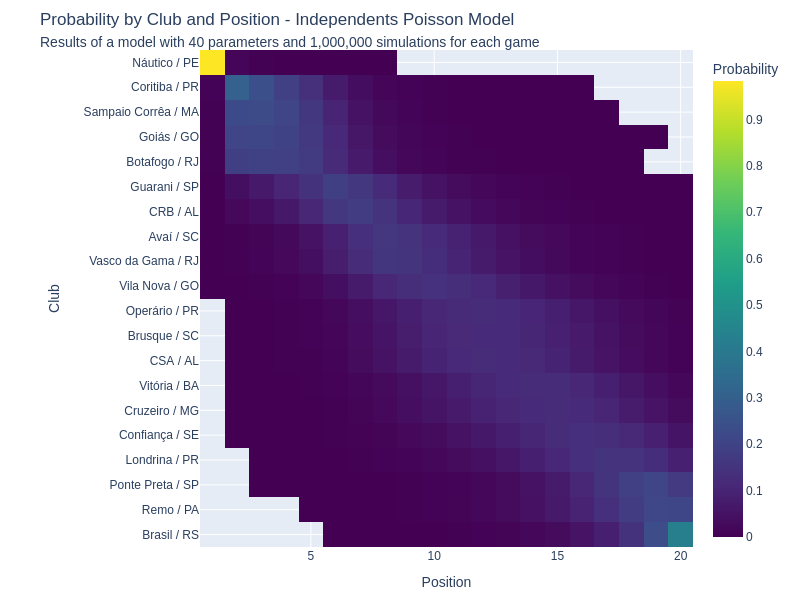 Probability by Club and Position - Independents Poisson Model
Results of a model with 40 parameters and 1,000,000 simulations for each game
Probability
Náutico / PE
Coritiba / PR
Sampaio Corrêa / MA
Goiás / GO
Botafogo / RJ
Guarani / SP
CRB / AL
Avaí / SC
Vasco da Gama / RJ
Vila Nova / GO
Operário / PR
Brusque / SC
CSA / AL
Vitória / BA
Cruzeiro / MG
Confiança / SE
Londrina / PR
Ponte Preta / SP
Remo / PA
Brasil / RS
Club
5
10
15
20
Position
0.9
0.8
0.7
0.6
0.5
0.4
0.3
0.2
0.1
0